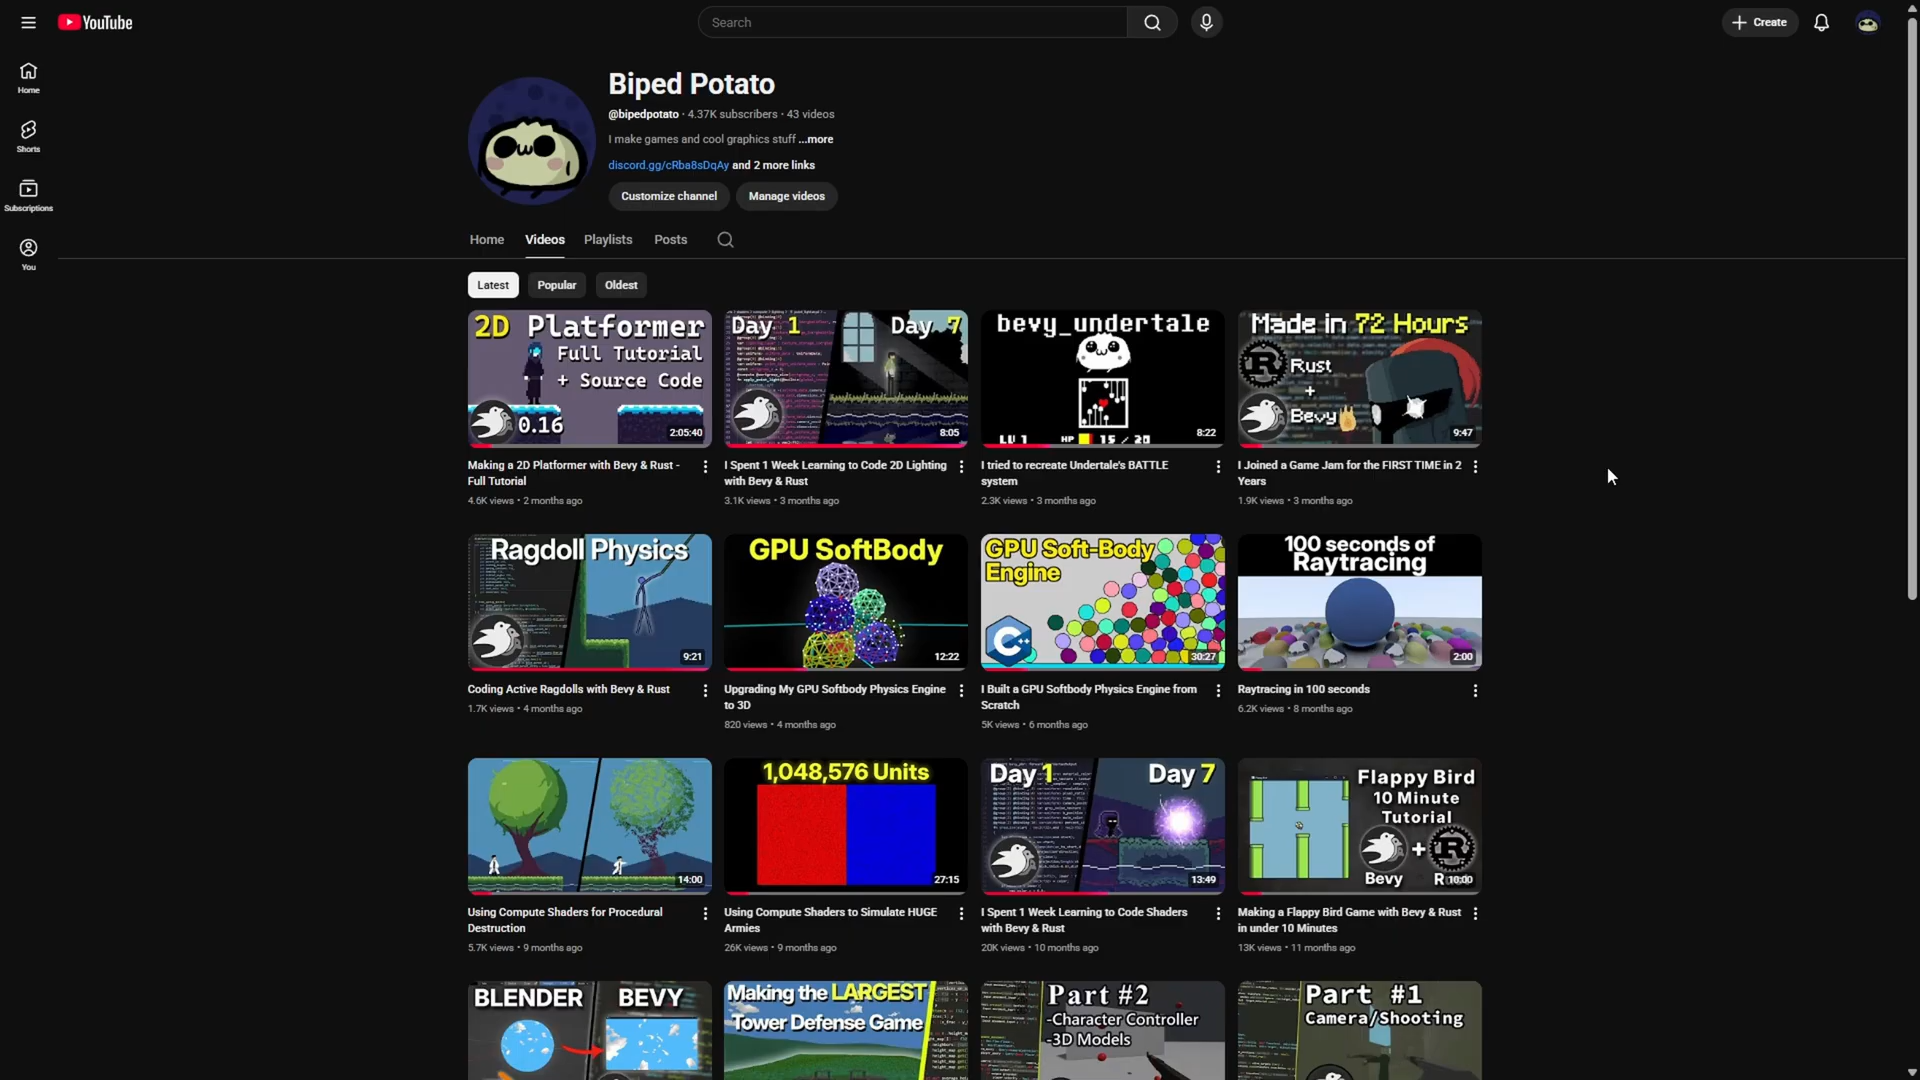 YouTube
Search
Create
Home
Shorts
Subscriptions
You
Biped Potato
@bipedpotato · 4.37K subscribers · 43 videos
I make games and cool graphics stuff ...more
discord.gg/cRba8sDqAy and 2 more links
Customize channel
Manage videos
Home
Videos
Playlists
Posts
Latest
Popular
Oldest
2D Platformer
Full Tutorial
+ Source Code
0.16
2:05:40
Making a 2D Platformer with Bevy & Rust -
Full Tutorial
4.6K views · 2 months ago
Day 1
Day 7
8:05
I Spent 1 Week Learning to Code 2D Lighting
with Bevy & Rust
3.1K views · 3 months ago
bevy_undertale
LV 1 HP 15 / 20
8:22
I tried to recreate Undertale's BATTLE
system
2.3K views · 3 months ago
Made in 72 Hours
Rust
+
Bevy
9:47
I Joined a Game Jam for the FIRST TIME in 2
Years
1.9K views · 3 months ago
Ragdoll Physics
9:21
Coding Active Ragdolls with Bevy & Rust
1.7K views · 4 months ago
GPU SoftBody
12:22
Upgrading My GPU Softbody Physics Engine
to 3D
820 views · 4 months ago
GPU Soft-Body
Engine
C++
30:27
I Built a GPU Softbody Physics Engine from
Scratch
5K views · 6 months ago
100 seconds of
Raytracing
2:00
Raytracing in 100 seconds
6.2K views · 8 months ago
14:00
Using Compute Shaders for Procedural
Destruction
5.7K views · 9 months ago
1,048,576 Units
27:15
Using Compute Shaders to Simulate HUGE
Armies
26K views · 9 months ago
Day 1
Day 7
13:49
I Spent 1 Week Learning to Code Shaders
with Bevy & Rust
20K views · 10 months ago
Flappy Bird
10 Minute
Tutorial
+
Bevy
R
10:00
Making a Flappy Bird Game with Bevy & Rust
in under 10 Minutes
13K views · 11 months ago
BLENDER
BEVY
Making the LARGEST
Tower Defense Game
Part #2
-Character Controller
-3D Models
Part #1
Camera/Shooting